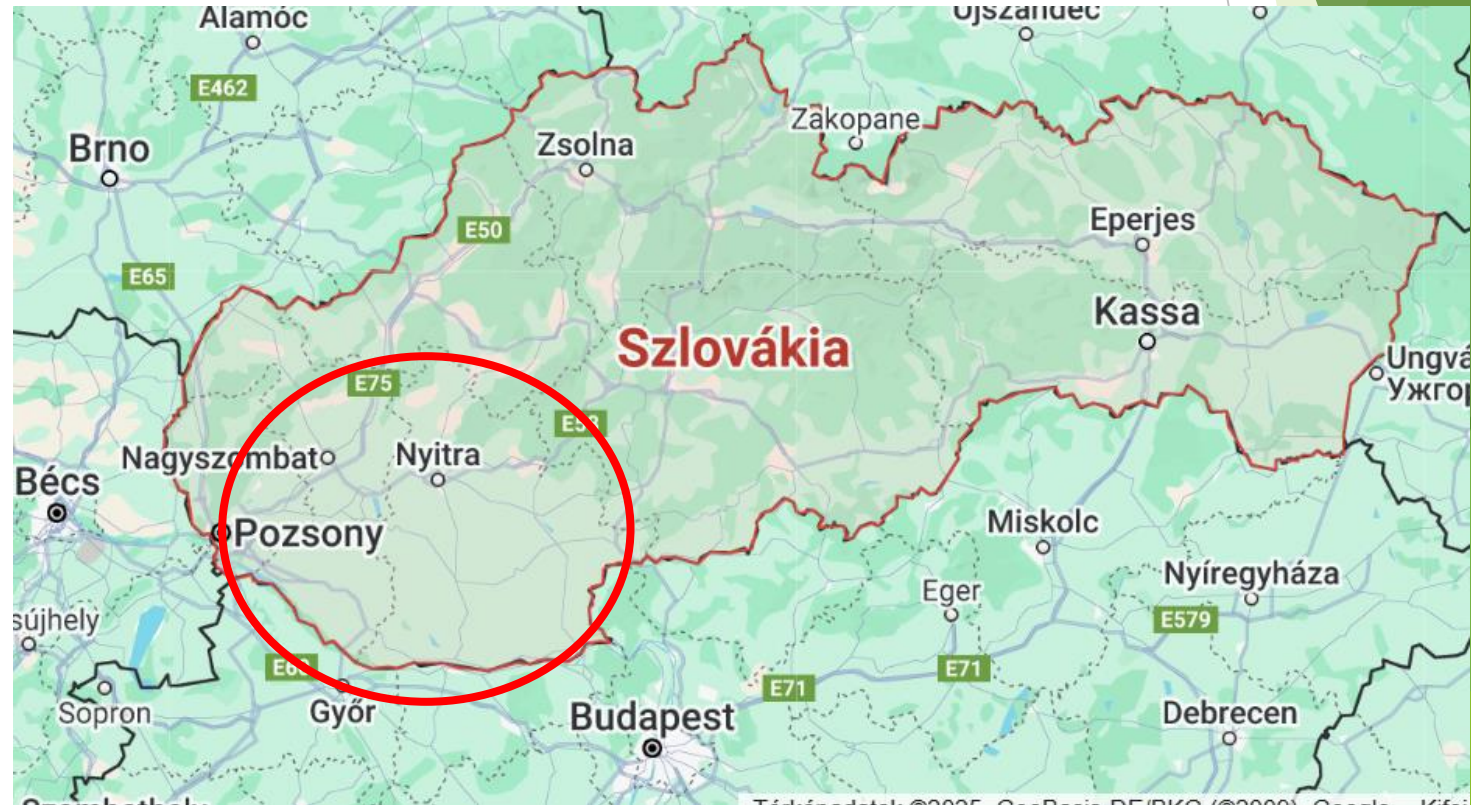 Alamóc
E462
Brno
Zsolna
Zakopane
E50
Eperjes
E65
Kassa
Szlovákia
E75
Ungvá
Ужгор
Nagyszombat
Nyitra
Bécs
Pozsony
Miskolc
Nyíregyháza
Eger
E579
sújhely
E71
E71
Sopron
Győr
Budapest
Debrecen